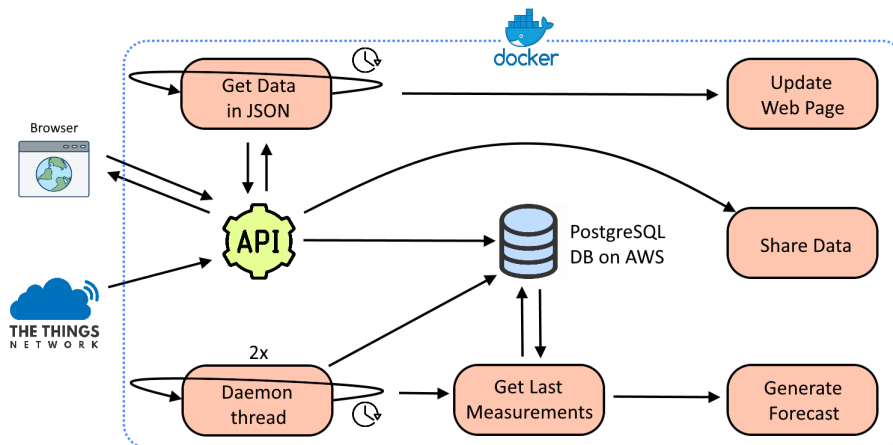 docker
Get Data
in JSON
Update
Web Page
Browser
API
PostgreSQL
DB on AWS
Share Data
THE THINGS
NETWORK
2x
Daemon
thread
Get Last
Measurements
Generate
Forecast